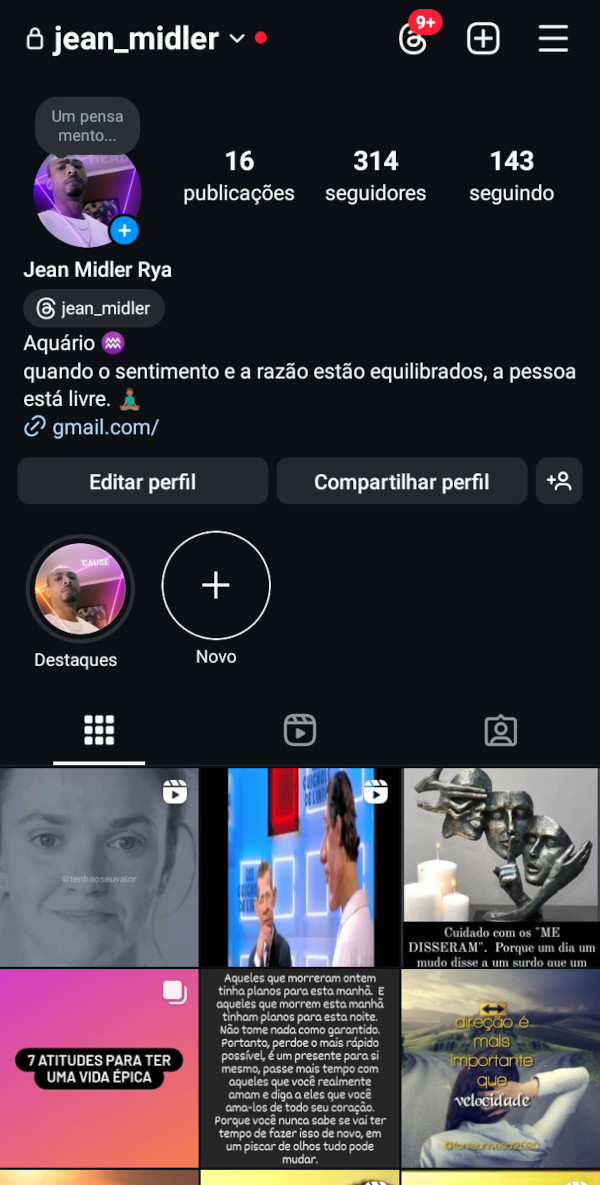 jean_midler
9+
Um pensa
mento...
16
publicações
314
seguidores
143
seguindo
Jean Midler Rya
jean_midler
Aquário ♒
quando o sentimento e a razão estão equilibrados, a pessoa
está livre. 🧘🏾‍♂️
gmail.com/
Editar perfil
Compartilhar perfil
'CAUSE
Destaques
Novo
@tenhaoseuvalor
LES
GUIGNOLS
DE L'INFO
Cuidado com os "ME
DISSERAM". Porque um dia um
mudo disse a um surdo que um
7 ATITUDES PARA TER
UMA VIDA ÉPICA
Aqueles que morreram ontem
tinha planos para esta manhã. E
aqueles que morrem esta manhã
tinham planos para esta noite.
Não tome nada como garantido.
Portanto, perdoe o mais rápido
possível, é um presente para si
mesmo, passe mais tempo com
aqueles que você realmente
amam e diga a eles que você
ama-los de todo seu coração.
Porque você nunca sabe se vai ter
tempo de fazer isso de novo, em
um piscar de olhos tudo pode
mudar.
direção é
mais
importante
que
velocidade